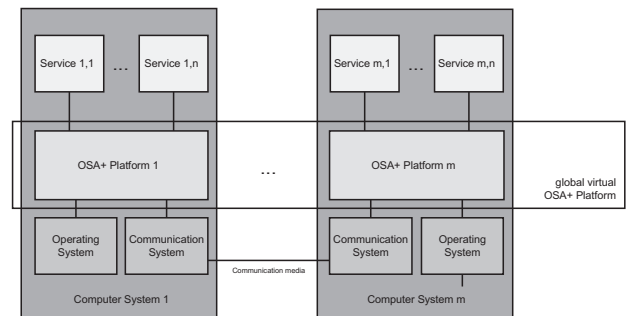 Service 1,1
...
Service 1,n
Service m,1
...
Service m,n
OSA+ Platform 1
...
OSA+ Platform m
global virtual
OSA+ Platform
Operating
System
Communication
System
Communication media
Communication
System
Operating
System
Computer System 1
Computer System m